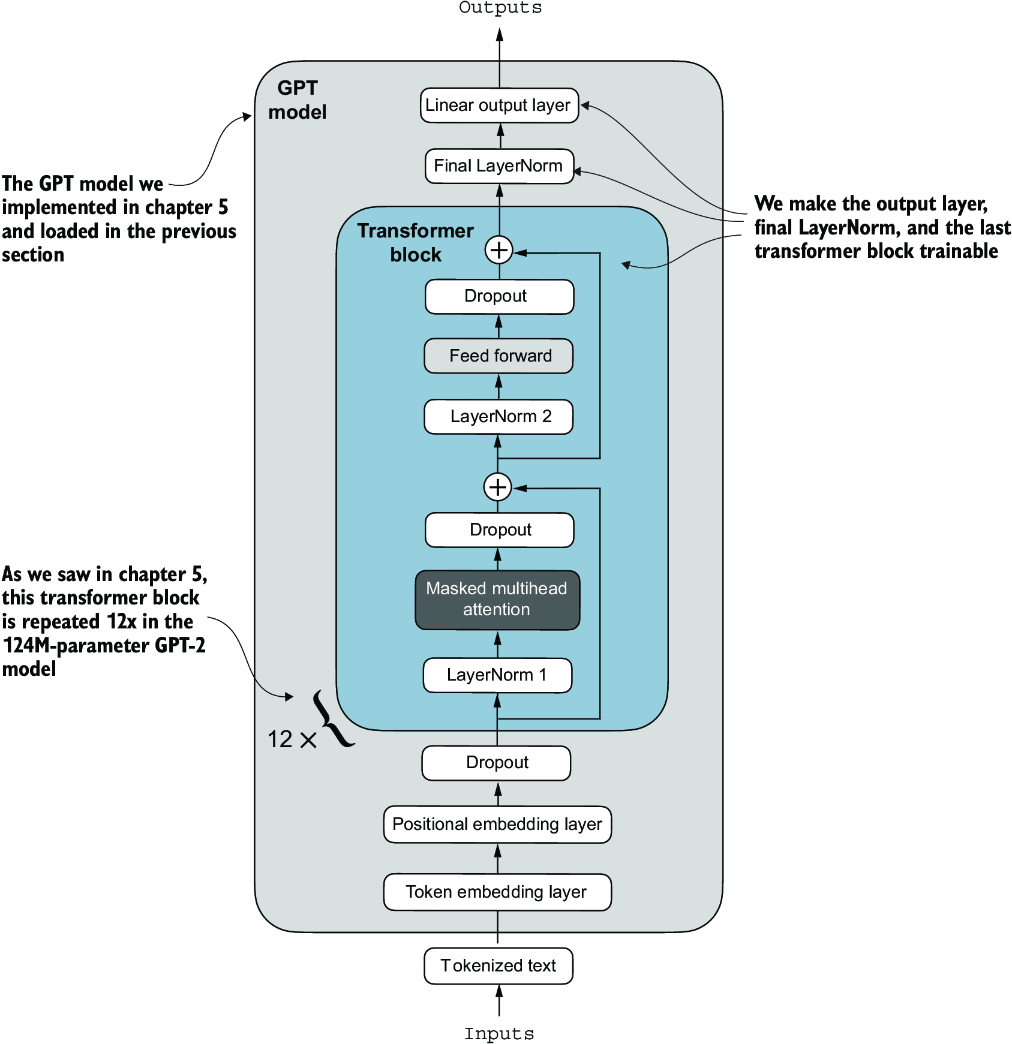 Outputs
GPT
model
Linear output layer
Final LayerNorm
The GPT model we
implemented in chapter 5
and loaded in the previous
section
We make the output layer,
final LayerNorm, and the last
transformer block trainable
Transformer
block
+
Dropout
Feed forward
LayerNorm 2
+
Dropout
Masked multihead
attention
LayerNorm 1
As we saw in chapter 5,
this transformer block
is repeated 12x in the
124M-parameter GPT-2
model
12 × {
Dropout
Positional embedding layer
Token embedding layer
Tokenized text
Inputs